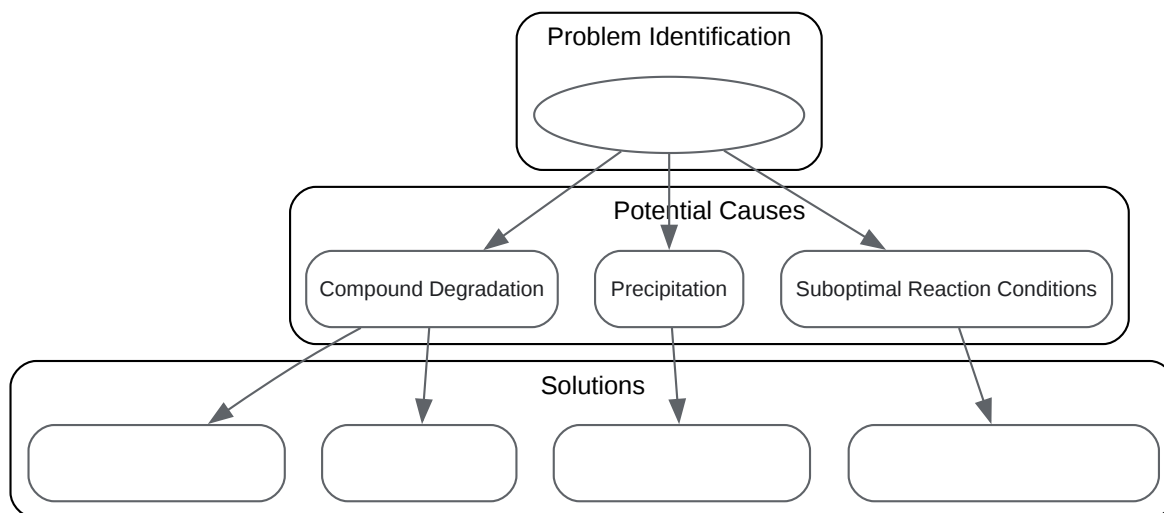 Problem Identification
Potential Causes
Compound Degradation
Precipitation
Suboptimal Reaction Conditions
Solutions